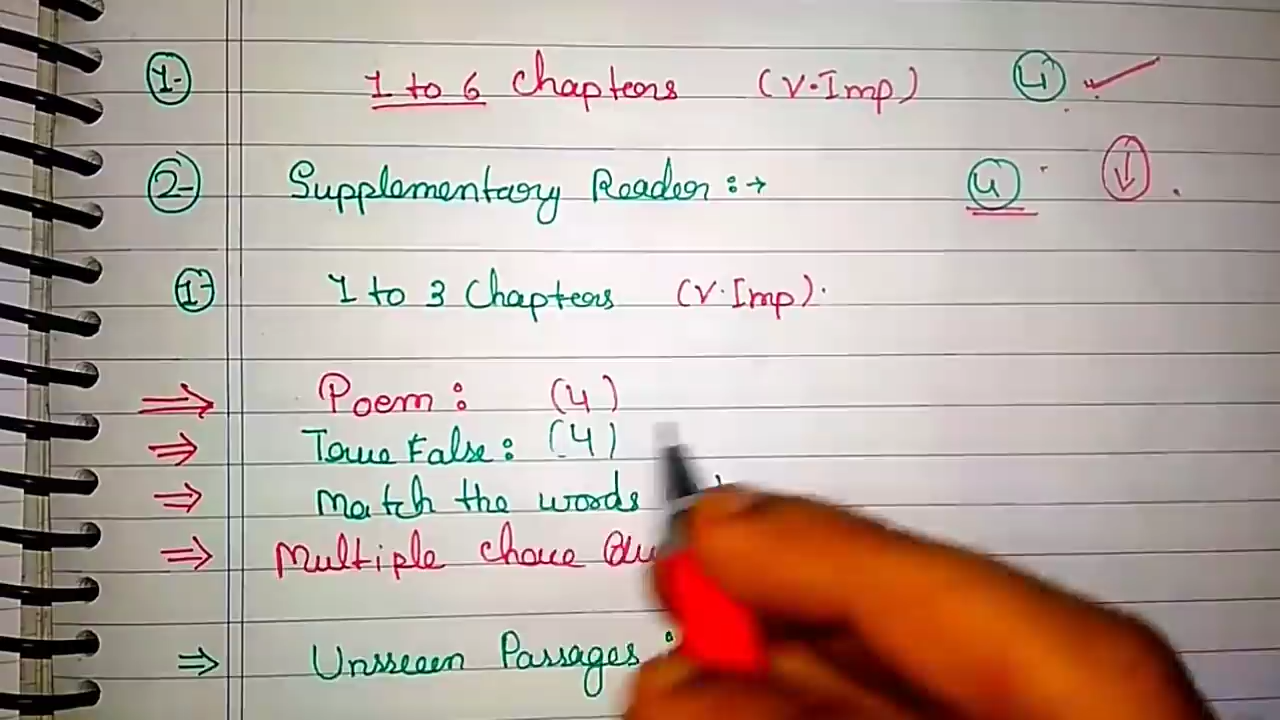 1- 1 to 6 Chapters (V.Imp) 4
2- Supplementary Reader :→ 4
1- 1 to 3 Chapters (V.Imp).
⇒ Poem : (4)
⇒ True False : (4)
⇒ Match the words
⇒ Multiple choice
⇒ Unsseen Passages :